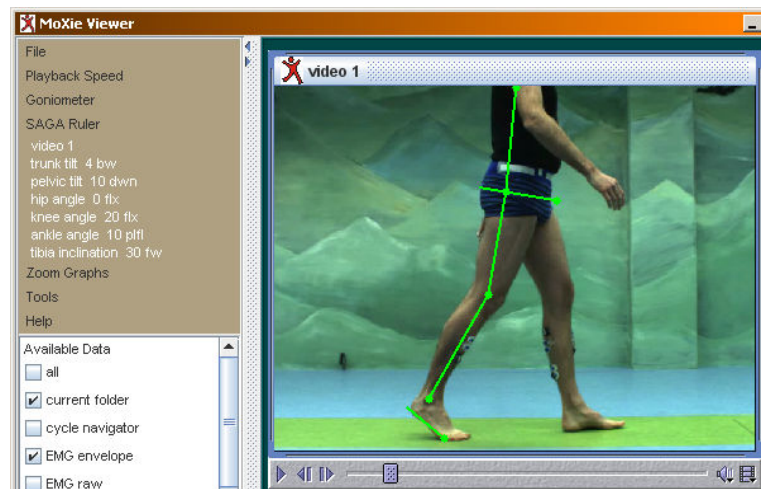 MoXie Viewer
File
Playback Speed
Goniometer
SAGA Ruler
video 1
trunk tilt 4 bw
pelvic tilt 10 dwn
hip angle 0 flx
knee angle 20 flx
ankle angle 10 plfl
tibia inclination 30 fw
Zoom Graphs
Tools
Help
Available Data
all
current folder
cycle navigator
EMG envelope
EMG raw
video 1